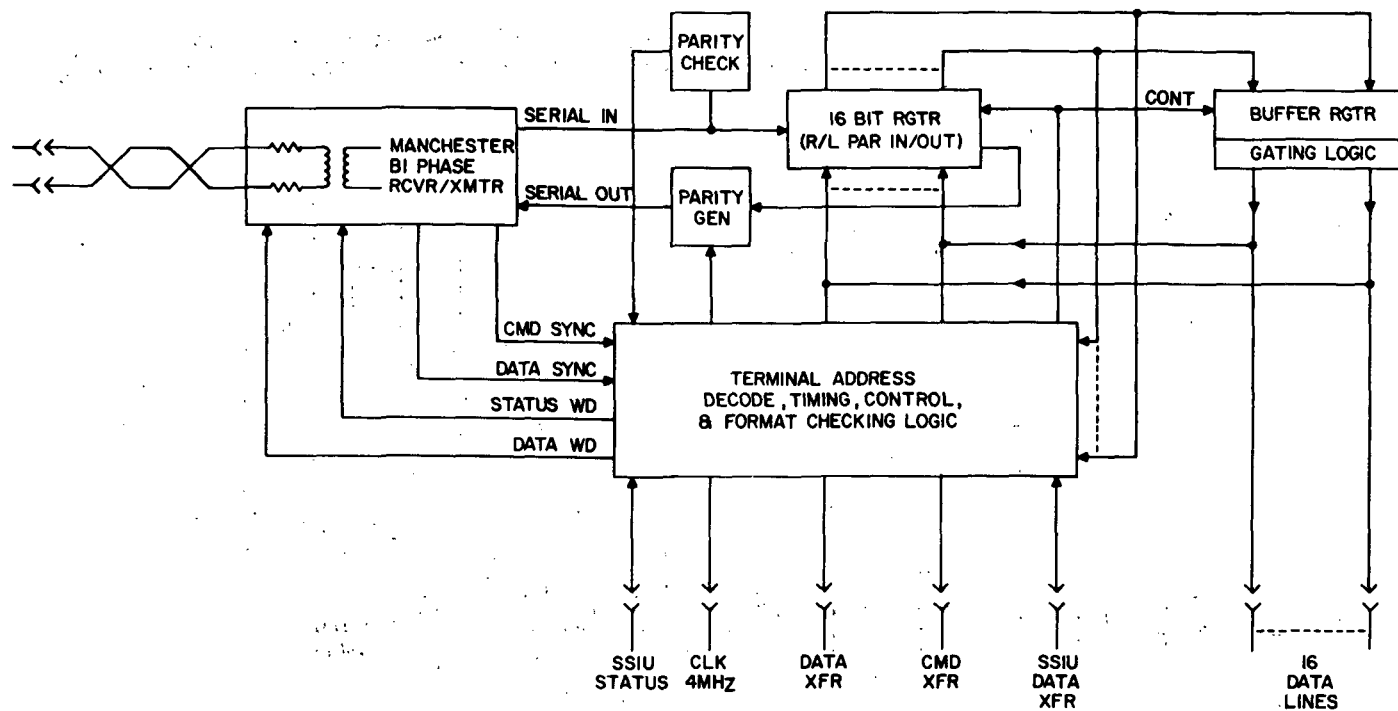 PARITY
CHECK
SERIAL IN
MANCHESTER
BI PHASE
RCVR/XMTR
SERIAL OUT
PARITY
GEN
16 BIT RGTR
(R/L PAR IN/OUT)
CONT
BUFFER RGTR
GATING LOGIC
CMD SYNC
DATA SYNC
STATUS WD
DATA WD
TERMINAL ADDRESS
DECODE, TIMING, CONTROL,
& FORMAT CHECKING LOGIC
SSIU
STATUS
CLK
4MHZ
DATA
XFR
CMD
XFR
SSIU
DATA
XFR
16
DATA
LINES